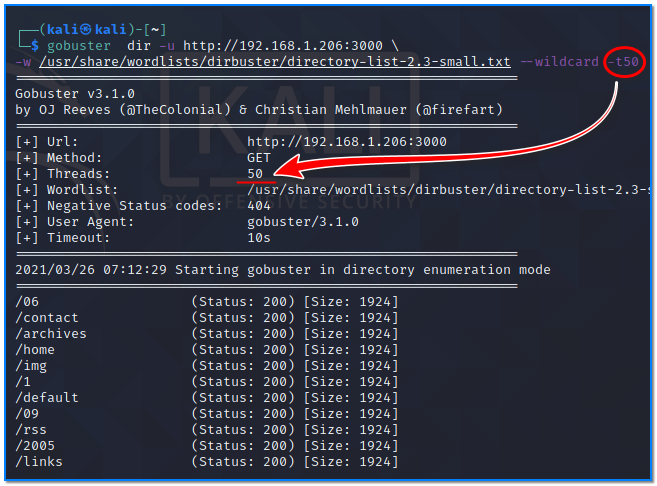 (kali㉿kali)-[~]
$ gobuster dir -u http://192.168.1.206:3000 \
-w /usr/share/wordlists/dirbuster/directory-list-2.3-small.txt --wildcard -t50
Gobuster v3.1.0
by OJ Reeves (@TheColonial) & Christian Mehlmauer (@firefart)
[+] Url: http://192.168.1.206:3000
[+] Method: GET
[+] Threads: 50
[+] Wordlist: /usr/share/wordlists/dirbuster/directory-list-2.3-s
[+] Negative Status codes: 404
[+] User Agent: gobuster/3.1.0
[+] Timeout: 10s
2021/03/26 07:12:29 Starting gobuster in directory enumeration mode
/06 (Status: 200) [Size: 1924]
/contact (Status: 200) [Size: 1924]
/archives (Status: 200) [Size: 1924]
/home (Status: 200) [Size: 1924]
/img (Status: 200) [Size: 1924]
/1 (Status: 200) [Size: 1924]
/default (Status: 200) [Size: 1924]
/09 (Status: 200) [Size: 1924]
/rss (Status: 200) [Size: 1924]
/2005 (Status: 200) [Size: 1924]
/links (Status: 200) [Size: 1924]
KALI
BY OFFENSIVE SECURITY